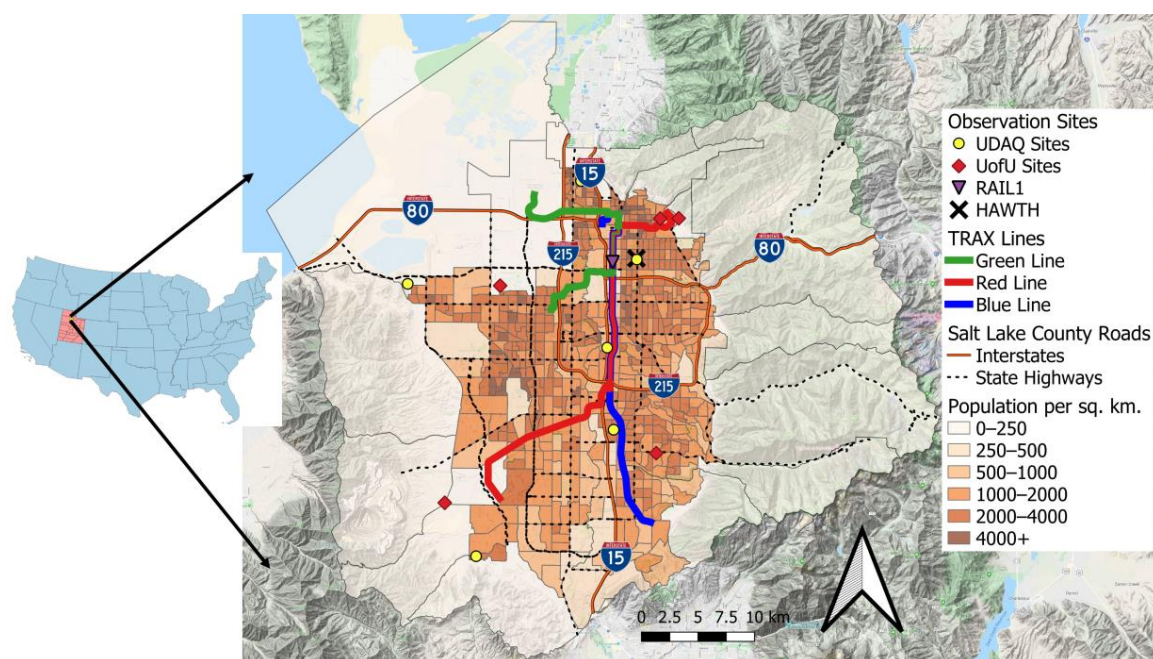 Observation Sites
UDAQ Sites
UofU Sites
RAIL1
HAWTH
TRAX Lines
Green Line
Red Line
Blue Line
Salt Lake County Roads
Interstates
State Highways
Population per sq. km.
0–250
250–500
500–1000
1000–2000
2000–4000
4000+
15
80
215
80
215
15
0 2.5 5 7.5 10 km